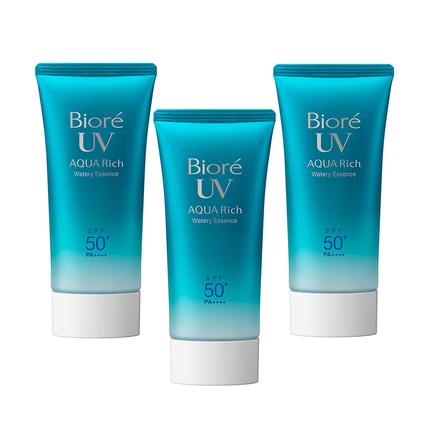 Bioré
UV
AQUA Rich
Watery Essence
SPF
50+
PA++++
Bioré
UV
AQUA Rich
Watery Essence
SPF
50+
PA++++
Bioré
UV
AQUA Rich
Watery Essence
SPF
50+
PA++++